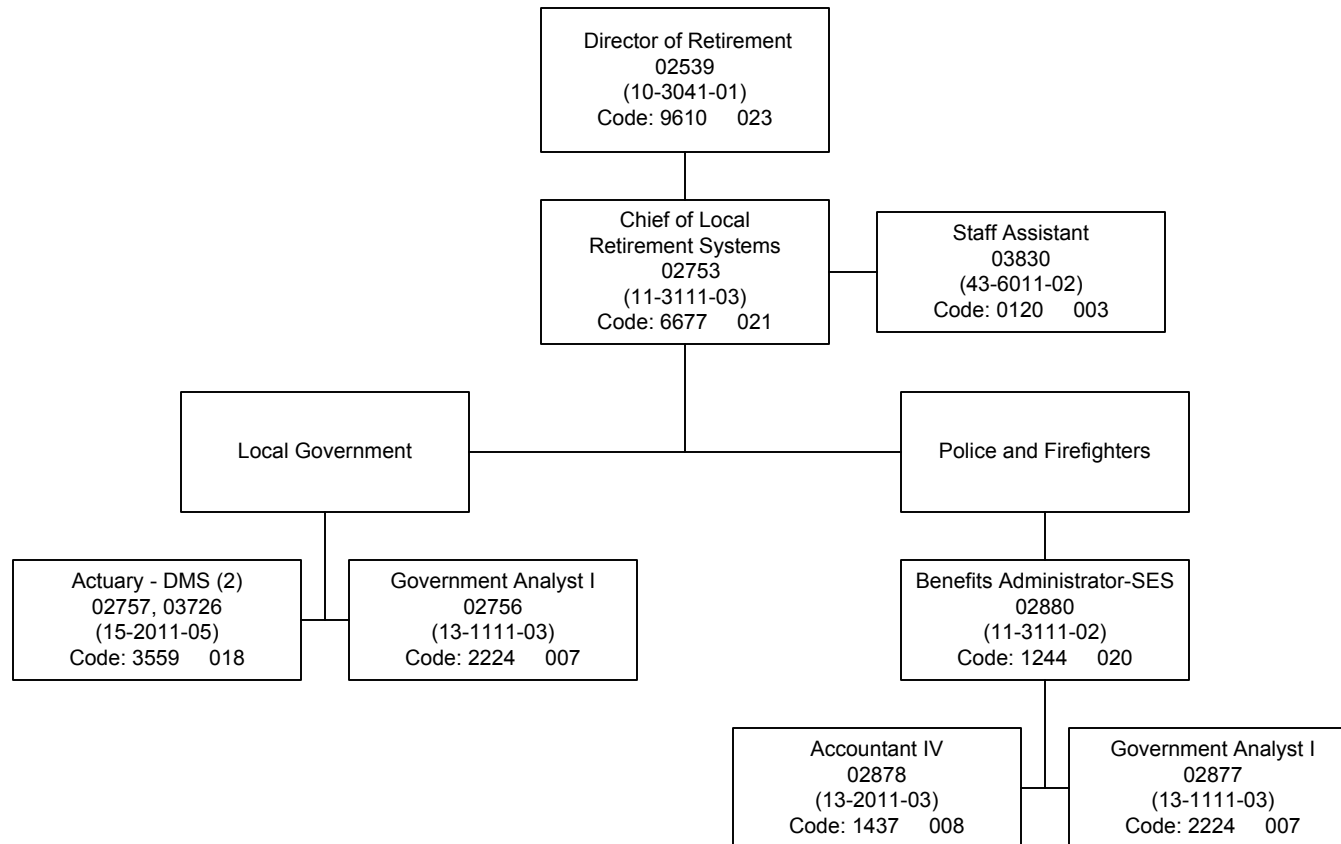 Director of Retirement
02539
(10-3041-01)
Code: 9610 023
Chief of Local
Retirement Systems
02753
(11-3111-03)
Code: 6677 021
Staff Assistant
03830
(43-6011-02)
Code: 0120 003
Local Government
Police and Firefighters
Actuary - DMS (2)
02757, 03726
(15-2011-05)
Code: 3559 018
Government Analyst I
02756
(13-1111-03)
Code: 2224 007
Benefits Administrator-SES
02880
(11-3111-02)
Code: 1244 020
Accountant IV
02878
(13-2011-03)
Code: 1437 008
Government Analyst I
02877
(13-1111-03)
Code: 2224 007